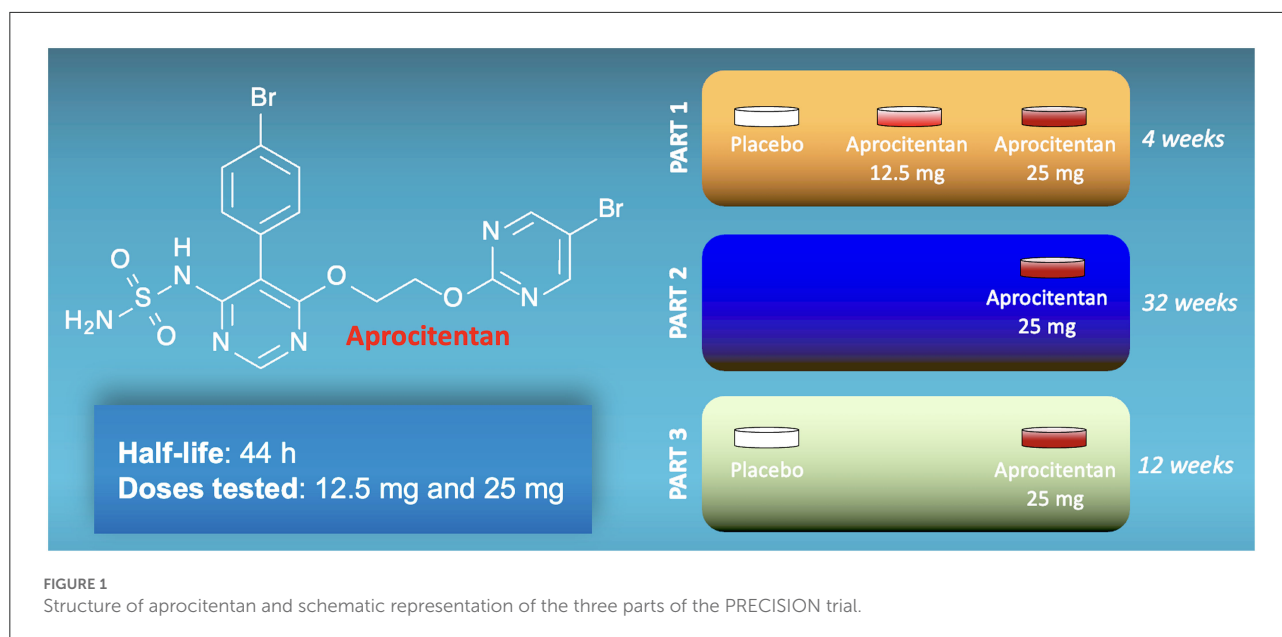 Br
Br
N
N
O
O
H
N
O
S
O
H2N
N
N
Aprocitentan
Half-life: 44 h
Doses tested: 12.5 mg and 25 mg
PART 1
Placebo
Aprocitentan
12.5 mg
Aprocitentan
25 mg
4 weeks
PART 2
Aprocitentan
25 mg
32 weeks
PART 3
Placebo
Aprocitentan
25 mg
12 weeks
FIGURE 1
Structure of aprocitentan and schematic representation of the three parts of the PRECISION trial.